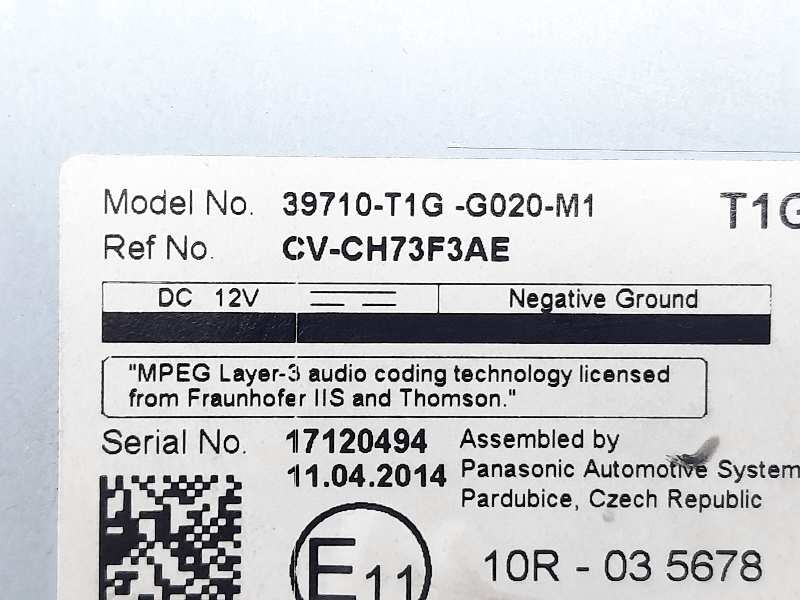 Model No. 39710-T1G -G020-M1 T1G
Ref No. CV-CH73F3AE
DC 12V Negative Ground
"MPEG Layer-3 audio coding technology licensed
from Fraunhofer IIS and Thomson."
Serial No. 17120494 Assembled by
11.04.2014 Panasonic Automotive System
Pardubice, Czech Republic
E11 10R - 03 5678